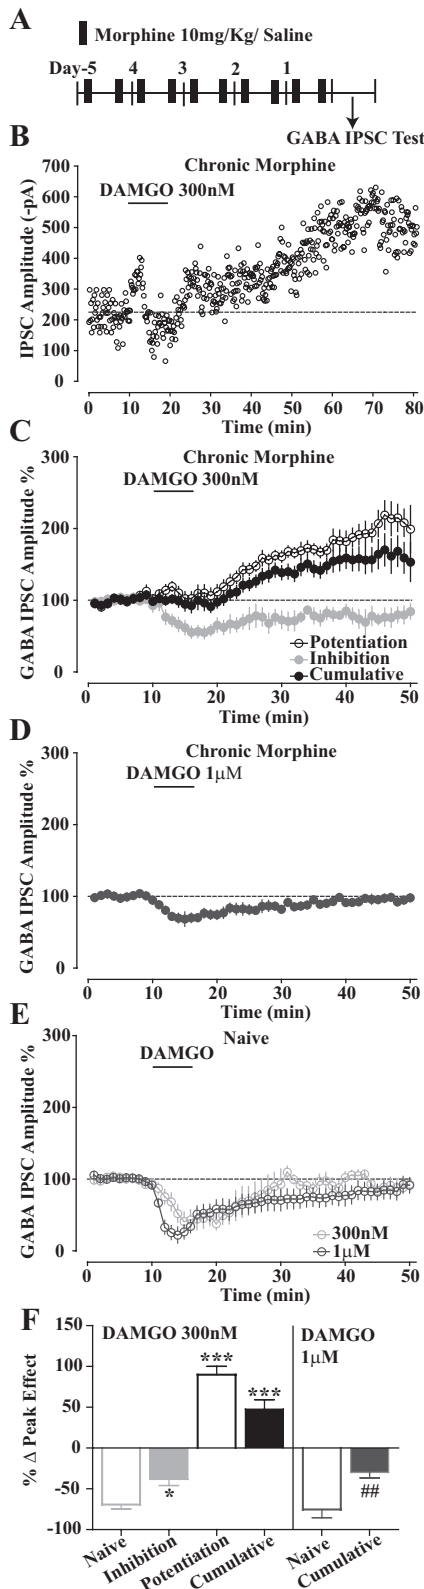 A
Morphine 10mg/Kg/ Saline
Day-5 4 3 2 1
GABA IPSC Test
B
Chronic Morphine
DAMGO 300nM
IPSC Amplitude (-pA)
700
600
500
400
300
200
100
0
0 10 20 30 40 50 60 70 80
Time (min)
C
Chronic Morphine
DAMGO 300nM
GABA IPSC Amplitude %
300
200
100
0
Potentiation
Inhibition
Cumulative
0 10 20 30 40 50
Time (min)
D
Chronic Morphine
DAMGO 1μM
GABA IPSC Amplitude %
300
200
100
0
0 10 20 30 40 50
Time (min)
E
Naive
DAMGO
GABA IPSC Amplitude %
300
200
100
0
300nM
1μM
0 10 20 30 40 50
Time (min)
F
DAMGO 300nM
DAMGO
1μM
% Δ Peak Effect
150
100
50
0
-50
-100
***
***
*
##
Naive Inhibition Potentiation Cumulative Naive Cumulative